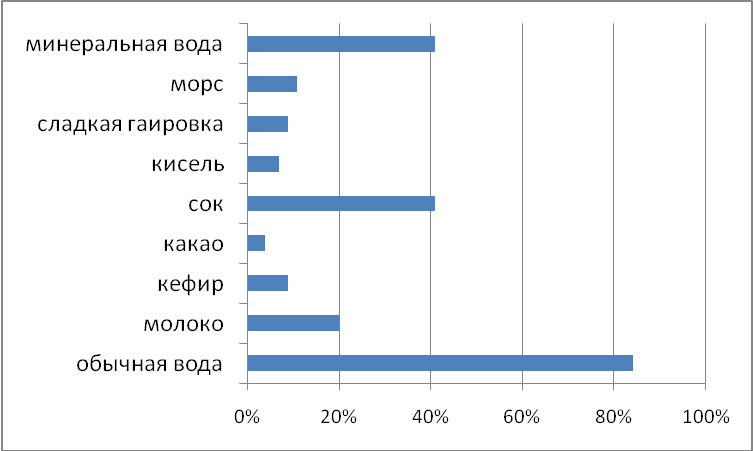 минеральная вода
морс
сладкая гаировка
кисель
сок
какао
кефир
молоко
обычная вода
0% 20% 40% 60% 80% 100%